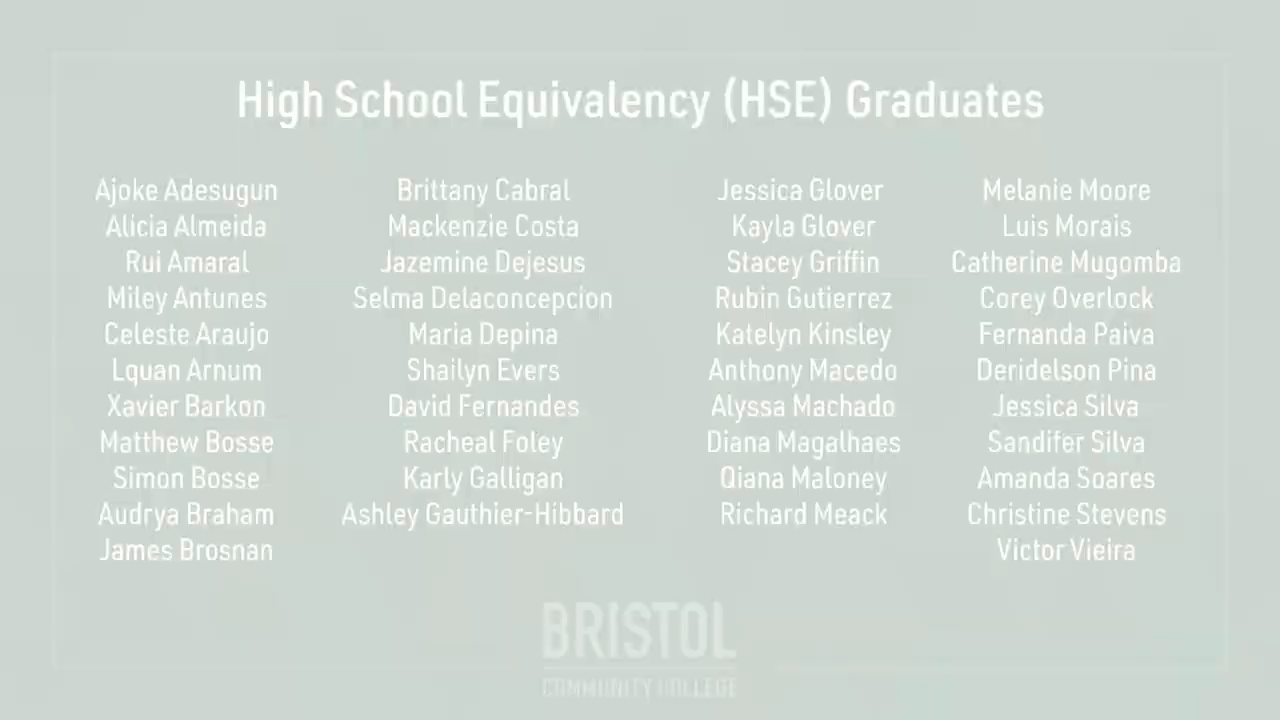 High School Equivalency (HSE) Graduates
Ajoke Adesugun
Alicia Almeida
Rui Amaral
Miley Antunes
Celeste Araujo
Lquan Arnum
Xavier Barkon
Matthew Bosse
Simon Bosse
Audrya Braham
James Brosnan
Brittany Cabral
Mackenzie Costa
Jazemine Dejesus
Selma Delaconcepcion
Maria Depina
Shailyn Evers
David Fernandes
Racheal Foley
Karly Galligan
Ashley Gauthier-Hibbard
Jessica Glover
Kayla Glover
Stacey Griffin
Rubin Gutierrez
Katelyn Kinsley
Anthony Macedo
Alyssa Machado
Diana Magalhaes
Qiana Maloney
Richard Meack
Melanie Moore
Luis Morais
Catherine Mugomba
Corey Overlock
Fernanda Paiva
Deridelson Pina
Jessica Silva
Sandifer Silva
Amanda Soares
Christine Stevens
Victor Vieira
BRISTOL
COMMUNITY COLLEGE